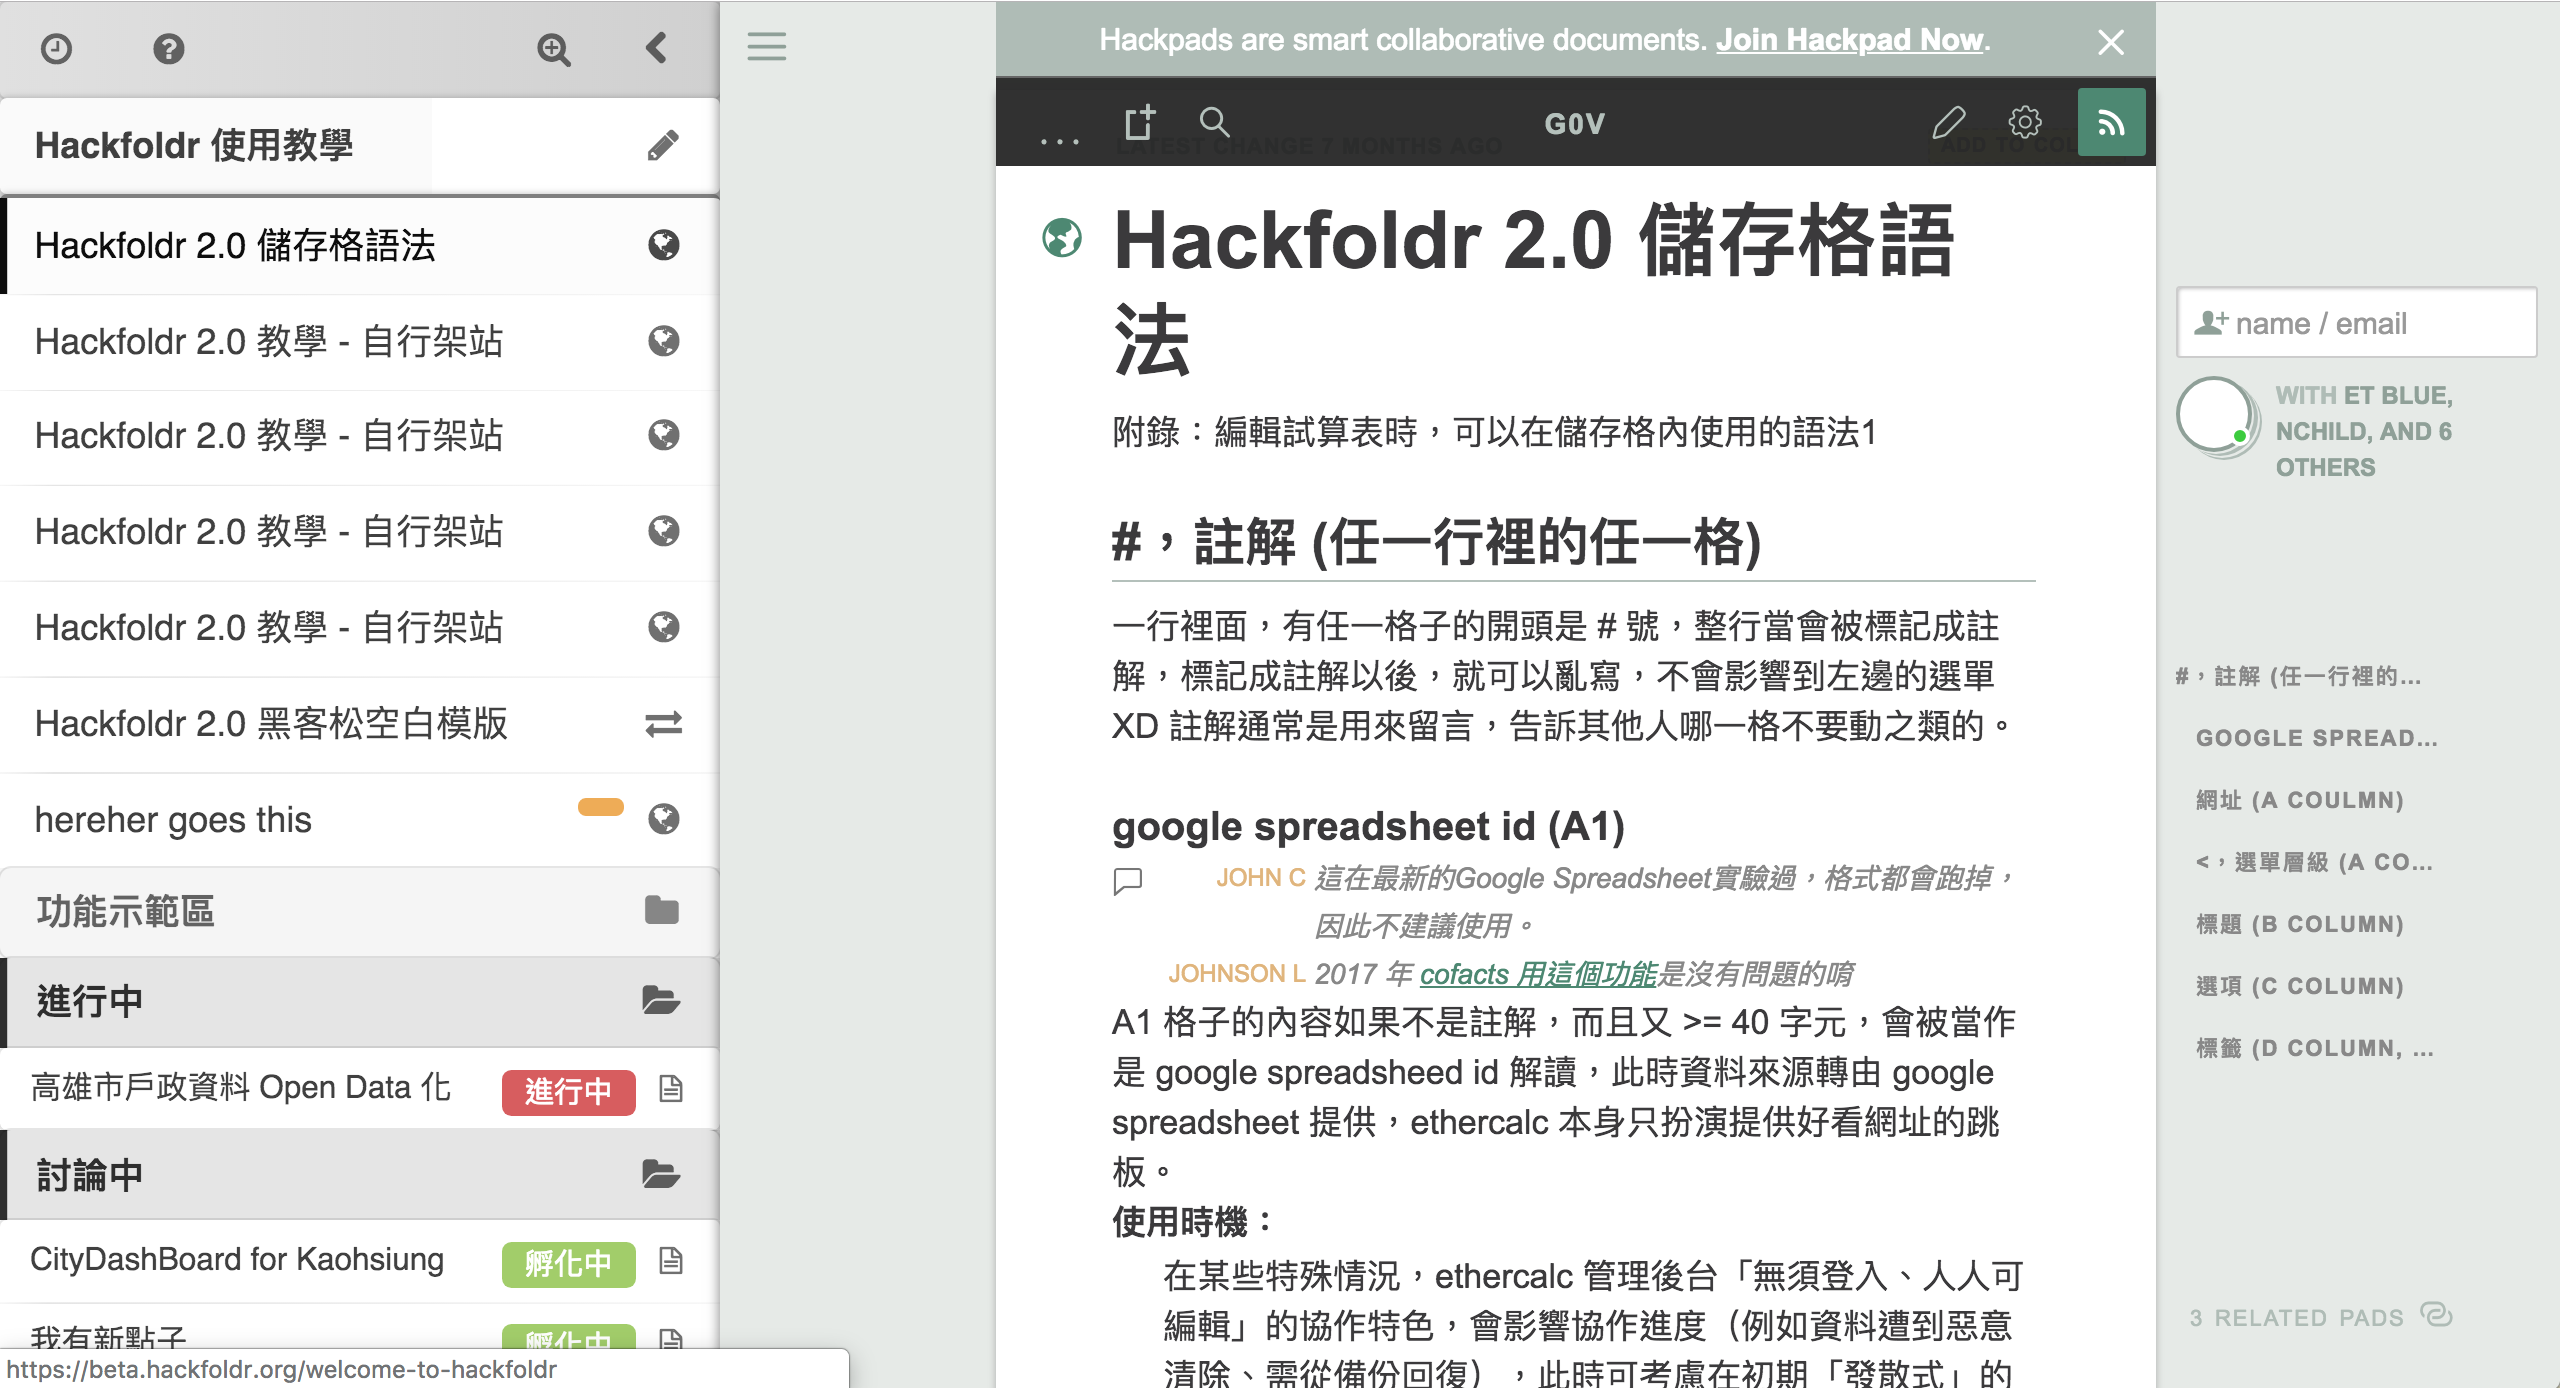 Hackfoldr 使用教學
Hackfoldr 2.0 儲存格語法
Hackfoldr 2.0 教學 - 自行架站
Hackfoldr 2.0 教學 - 自行架站
Hackfoldr 2.0 教學 - 自行架站
Hackfoldr 2.0 教學 - 自行架站
Hackfoldr 2.0 黑客松空白模版
hereher goes this
功能示範區
進行中
高雄市戶政資料 Open Data 化 進行中
討論中
CityDashBoard for Kaohsiung 孵化中
我有新點子 孵化中
https://beta.hackfoldr.org/welcome-to-hackfoldr
Hackpads are smart collaborative documents. Join Hackpad Now.
G0V
LATEST CHANGE 7 MONTHS AGO
ADD TO COL
Hackfoldr 2.0 儲存格語
法
附錄：編輯試算表時，可以在儲存格內使用的語法1
#，註解 (任一行裡的任一格)
一行裡面，有任一格子的開頭是 # 號，整行當會被標記成註
解，標記成註解以後，就可以亂寫，不會影響到左邊的選單
XD 註解通常是用來留言，告訴其他人哪一格不要動之類的。
google spreadsheet id (A1)
JOHN C 這在最新的Google Spreadsheet實驗過，格式都會跑掉，
因此不建議使用。
JOHNSON L 2017 年 cofacts 用這個功能是沒有問題的唷
A1 格子的內容如果不是註解，而且又 >= 40 字元，會被當作
是 google spreadsheed id 解讀，此時資料來源轉由 google
spreadsheet 提供，ethercalc 本身只扮演提供好看網址的跳
板。
使用時機：
在某些特殊情況，ethercalc 管理後台「無須登入、人人可
編輯」的協作特色，會影響協作進度（例如資料遭到惡意
清除、需從備份回復），此時可考慮在初期「發散式」的
name / email
WITH ET BLUE,
NCHILD, AND 6
OTHERS
#，註解 (任一行裡的...
GOOGLE SPREAD...
網址 (A COULMN)
<，選單層級 (A CO...
標題 (B COLUMN)
選項 (C COLUMN)
標籤 (D COLUMN, ...
3 RELATED PADS